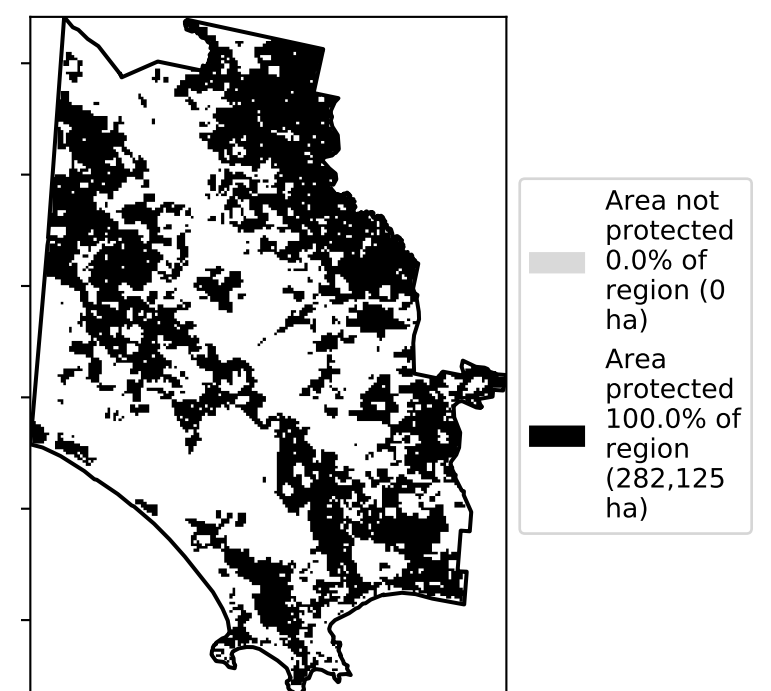 Area not
protected
0.0% of
region (0
ha)
Area
protected
100.0% of
region
(282,125
ha)